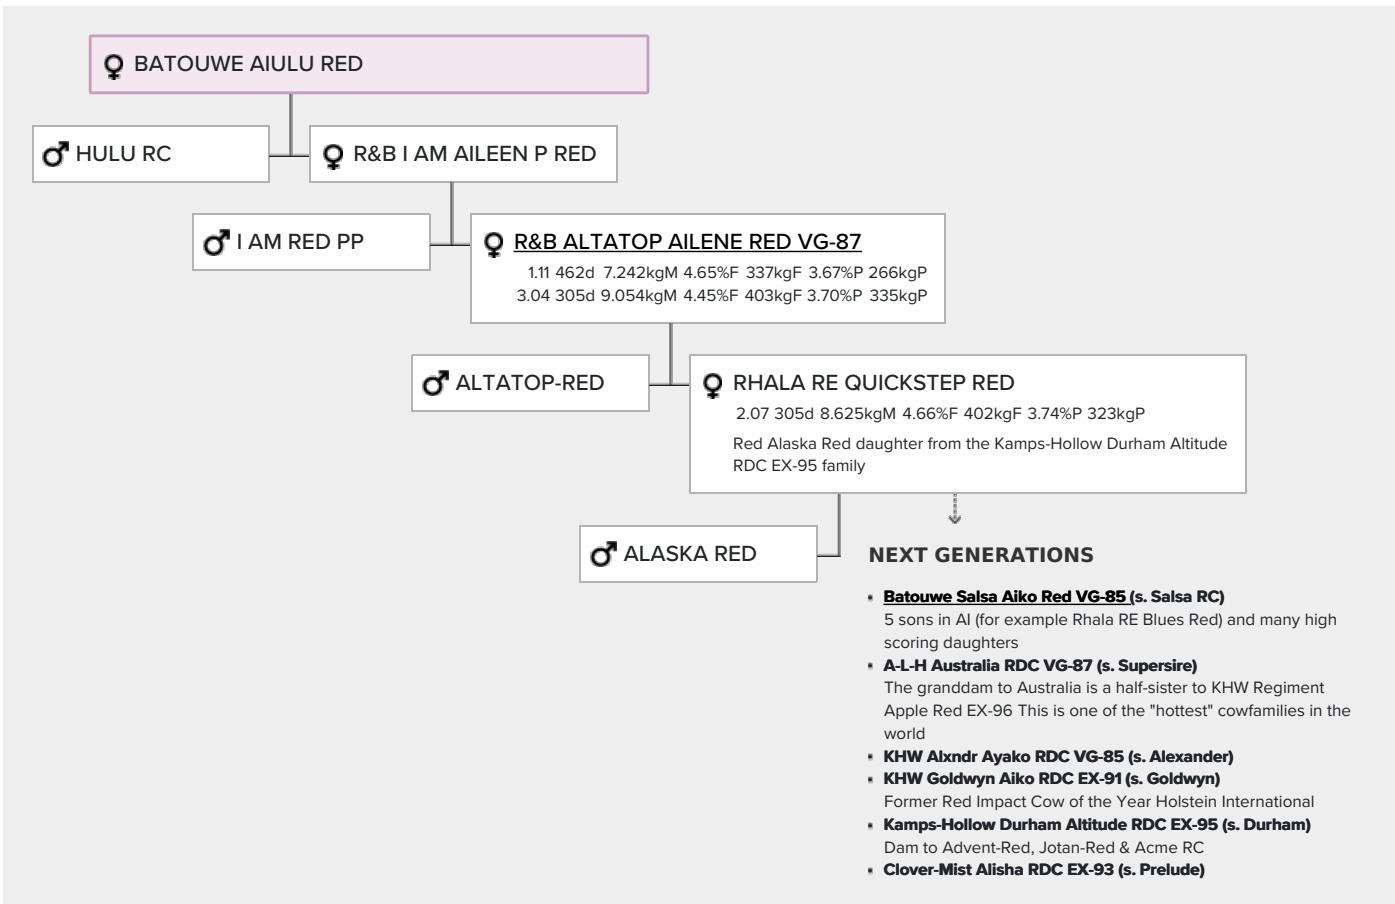 BATOUWE AIULU RED
HULU RC
R&B I AM AILEEN P RED
I AM RED PP
R&B ALTATOP AILENE RED VG-87
1.11 462d 7.242kgM 4.65%F 337kgF 3.67%P 266kgP
3.04 305d 9.054kgM 4.45%F 403kgF 3.70%P 335kgP
ALTATOP-RED
RHALA RE QUICKSTEP RED
2.07 305d 8.625kgM 4.66%F 402kgF 3.74%P 323kgP
Red Alaska Red daughter from the Kamps-Hollow Durham Altitude
RDC EX-95 family
ALASKA RED
NEXT GENERATIONS
Batouwe Salsa Aiko Red VG-85 (s. Salsa RC)
5 sons in AI (for example Rhala RE Blues Red) and many high
scoring daughters
A-L-H Australia RDC VG-87 (s. Supersire)
The granddam to Australia is a half-sister to KHW Regiment
Apple Red EX-96 This is one of the "hottest" cowfamilies in the
world
KHW Alxndr Ayako RDC VG-85 (s. Alexander)
KHW Goldwyn Aiko RDC EX-91 (s. Goldwyn)
Former Red Impact Cow of the Year Holstein International
Kamps-Hollow Durham Altitude RDC EX-95 (s. Durham)
Dam to Advent-Red, Jotan-Red & Acme RC
Clover-Mist Alisha RDC EX-93 (s. Prelude)